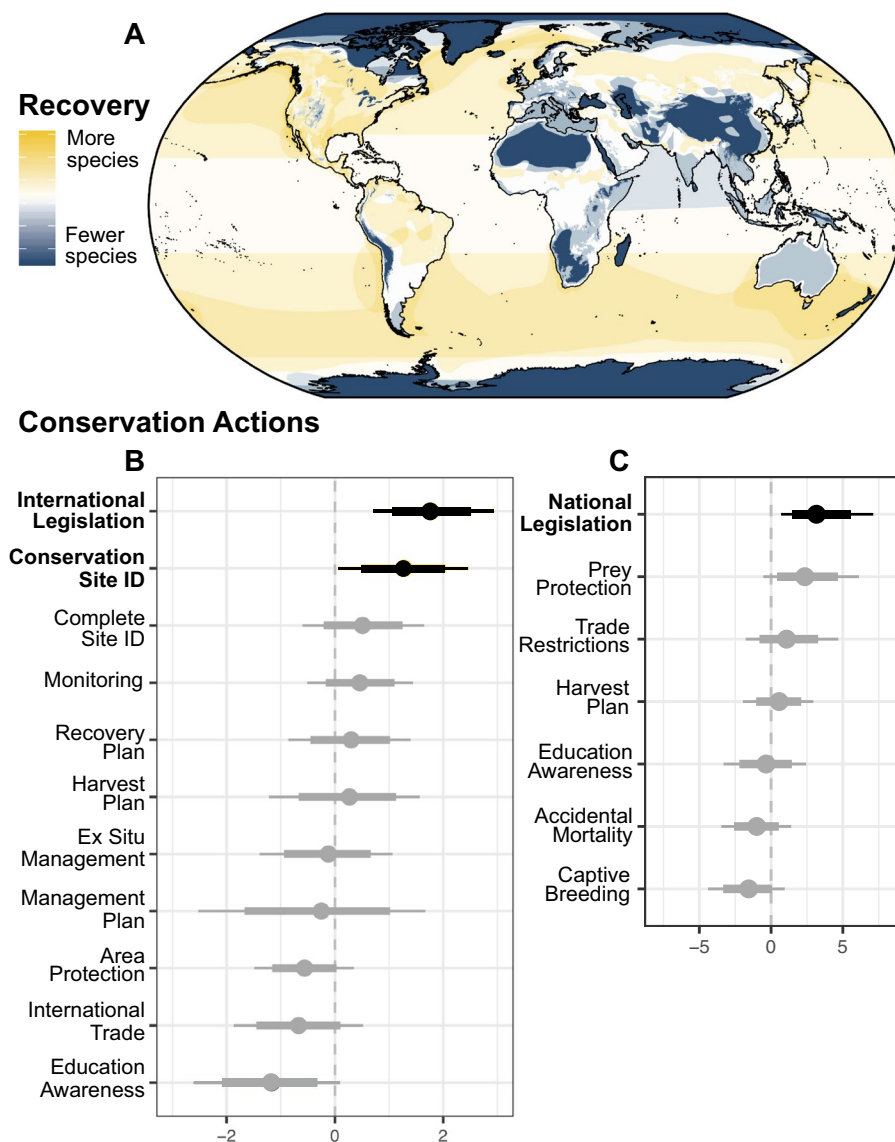 A
Recovery
More
species
Fewer
species
Conservation Actions
B
International
Legislation
Conservation
Site ID
Complete
Site ID
Monitoring
Recovery
Plan
Harvest
Plan
Ex Situ
Management
Management
Plan
Area
Protection
International
Trade
Education
Awareness
−2
0
2
C
National
Legislation
Prey
Protection
Trade
Restrictions
Harvest
Plan
Education
Awareness
Accidental
Mortality
Captive
Breeding
−5
0
5